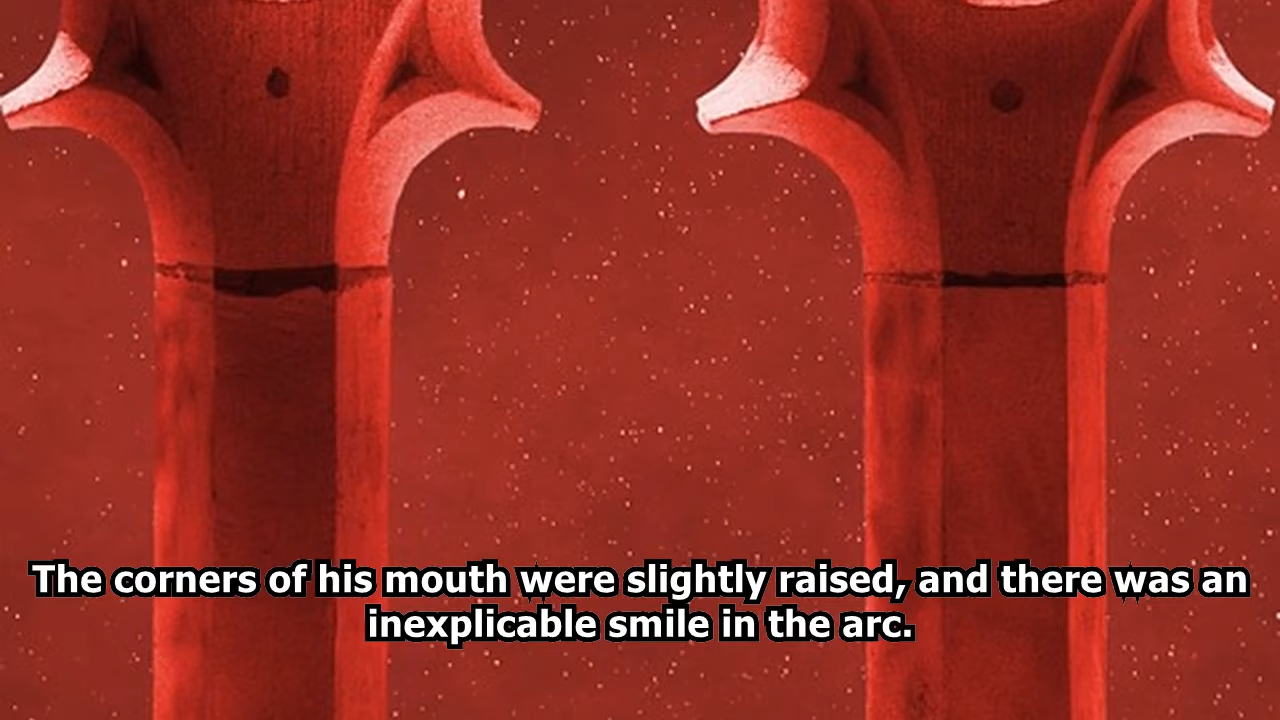 The corners of his mouth were slightly raised, and there was an
inexplicable smile in the arc.